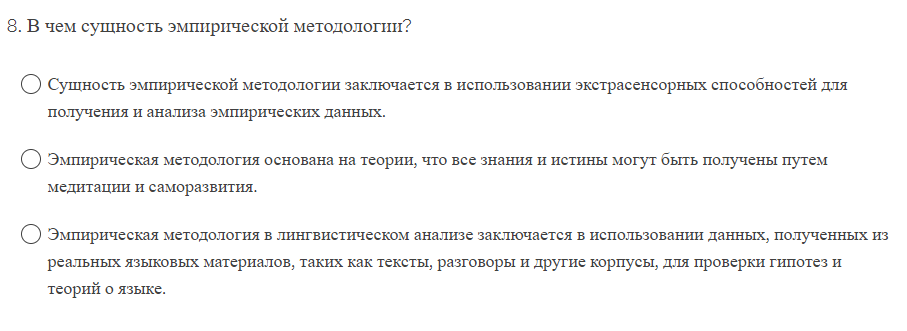 8. В чем сущность эмпирической методологии?
Сущность эмпирической методологии заключается в использовании экстрасенсорных способностей для
получения и анализа эмпирических данных.
Эмпирическая методология основана на теории, что все знания и истины могут быть получены путем
медитации и саморазвития.
Эмпирическая методология в лингвистическом анализе заключается в использовании данных, полученных из
реальных языковых материалов, таких как тексты, разговоры и другие корпусы, для проверки гипотез и
теорий о языке.